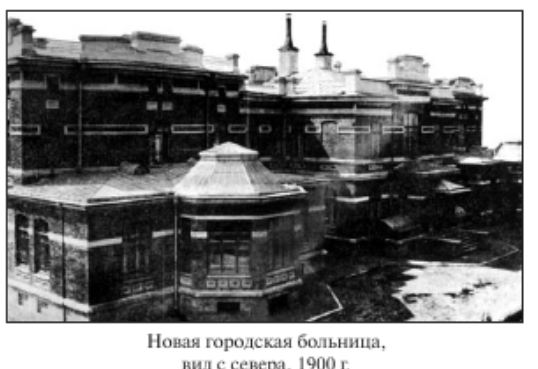 Новая городская больница,
вид с севера, 1900 г.